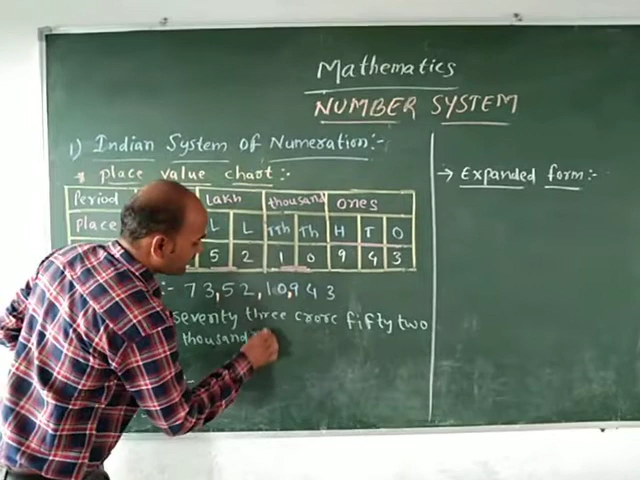 Mathematics
NUMBER SYSTEM
1) Indian System of Numeration:-
* place value chart :-
Period Lakh thousand ones
Place L L TTh Th H T O
5 2 1 0 9 4 3
:- 73,52,10,943
seventy three crore fifty two
thousand
→ Expanded form:-